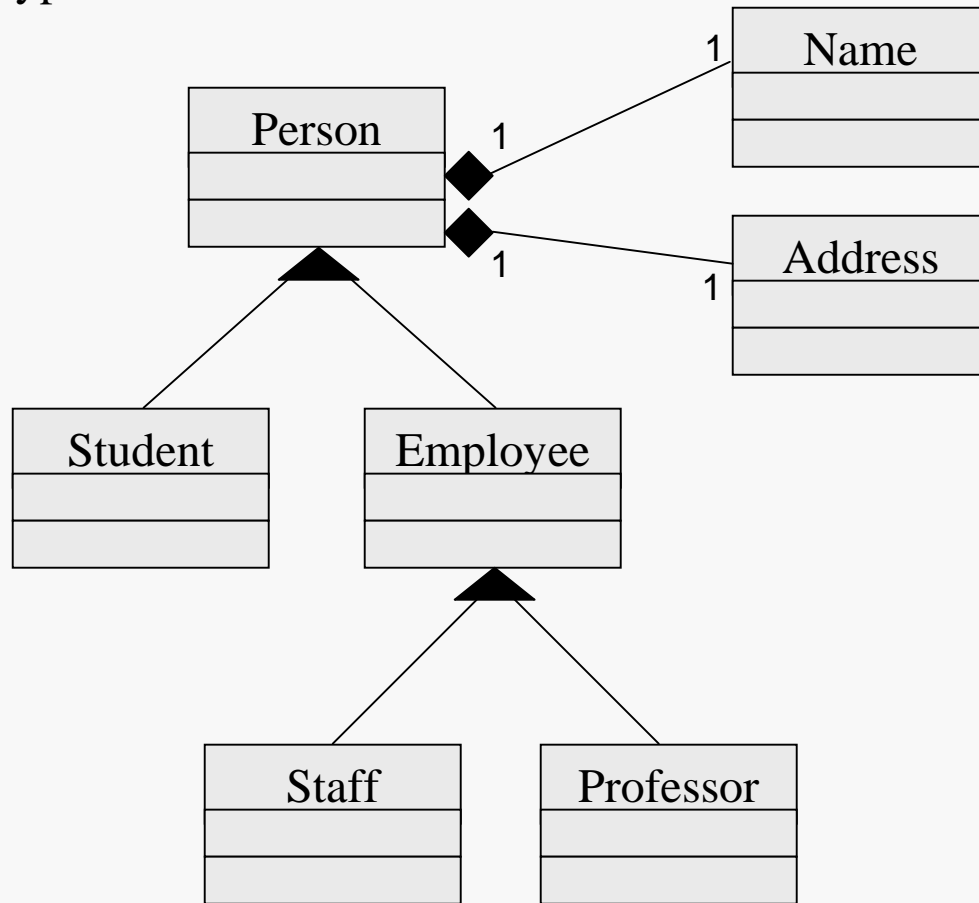 Name
1
Person
1
Address
1
1
Student
Employee
Staff
Professor